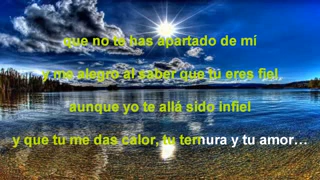 que no te has apartado de mí
y me alegro al saber que tú eres fiel,
aunque yo te allá sido infiel
y que tú me das calor, tu ternura y tu amor…